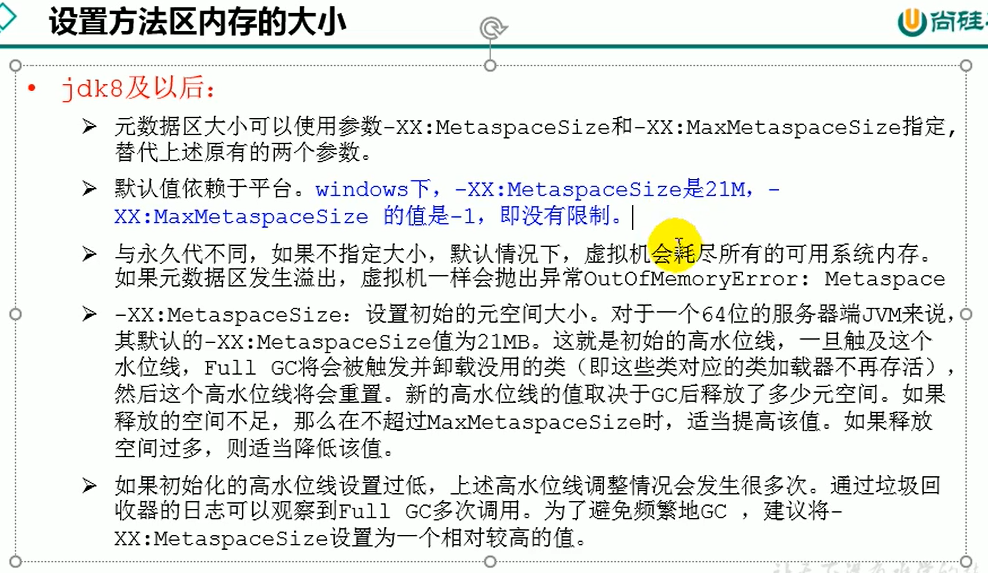 设置方法区内存的大小
尚硅
jdk8及以后：
元数据区大小可以使用参数-XX:MetaspaceSize和-XX:MaxMetaspaceSize指定，
替代上述原有的两个参数。
默认值依赖于平台。windows下，-XX:MetaspaceSize是21M，-
XX:MaxMetaspaceSize 的值是-1，即没有限制。
与永久代不同，如果不指定大小，默认情况下，虚拟机会耗尽所有的可用系统内存。
如果元数据区发生溢出，虚拟机一样会抛出异常OutOfMemoryError: Metaspace
-XX:MetaspaceSize：设置初始的元空间大小。对于一个64位的服务器端JVM来说，
其默认的-XX:MetaspaceSize值为21MB。这就是初始的高水位线，一旦触及这个
水位线，Full GC将会被触发并卸载没用的类（即这些类对应的类加载器不再存活），
然后这个高水位线将会重置。新的高水位线的值取决于GC后释放了多少元空间。如果
释放的空间不足，那么在不超过MaxMetaspaceSize时，适当提高该值。如果释放
空间过多，则适当降低该值。
如果初始化的高水位线设置过低，上述高水位线调整情况会发生很多次。通过垃圾回
收器的日志可以观察到Full GC多次调用。为了避免频繁地GC ，建议将-
XX:MetaspaceSize设置为一个相对较高的值。